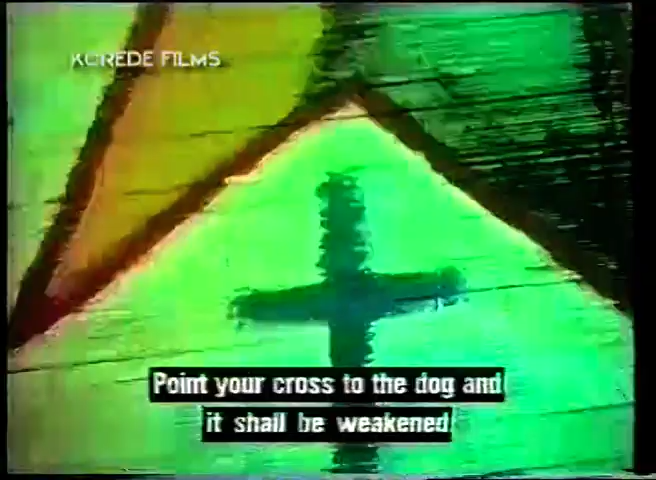 KOREDE FILMS
Point your cross to the dog and
it shall be weakened